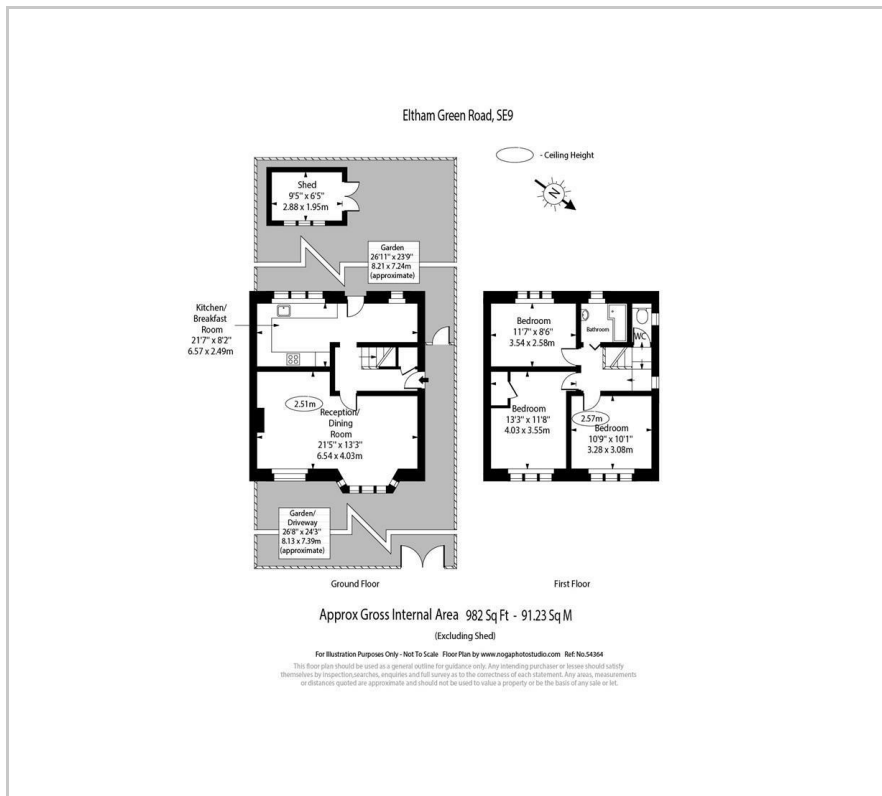 Eltham Green Road, SE9
- Ceiling Height
N
Shed
9'5" x 6'5"
2.88 x 1.95m
Garden
26'11" x 23'9"
8.21 x 7.24m
(approximate)
Kitchen/
Breakfast
Room
21'7" x 8'2"
6.57 x 2.49m
2.51m
Reception/
Dining
Room
21'5" x 13'3"
6.54 x 4.03m
Garden/
Driveway
26'8" x 24'3"
8.13 x 7.39m
(approximate)
Bedroom
11'7" x 8'6"
3.54 x 2.58m
Bathroom
WC
Bedroom
13'3" x 11'8"
4.03 x 3.55m
2.57m
Bedroom
10'9" x 10'1"
3.28 x 3.08m
Ground Floor
First Floor
Approx Gross Internal Area 982 Sq Ft - 91.23 Sq M
(Excluding Shed)
For Illustration Purposes Only - Not To Scale Floor Plan by www.nogaphotostudio.com Ref: No.54364
This floor plan should be used as a general outline for guidance only. Any intending purchaser or lessee should satisfy
themselves by inspection,searches, enquiries and full survey as to the correctness of each statement. Any areas, measurements
or distances quoted are approximate and should not be used to value a property or be the basis of any sale or let.